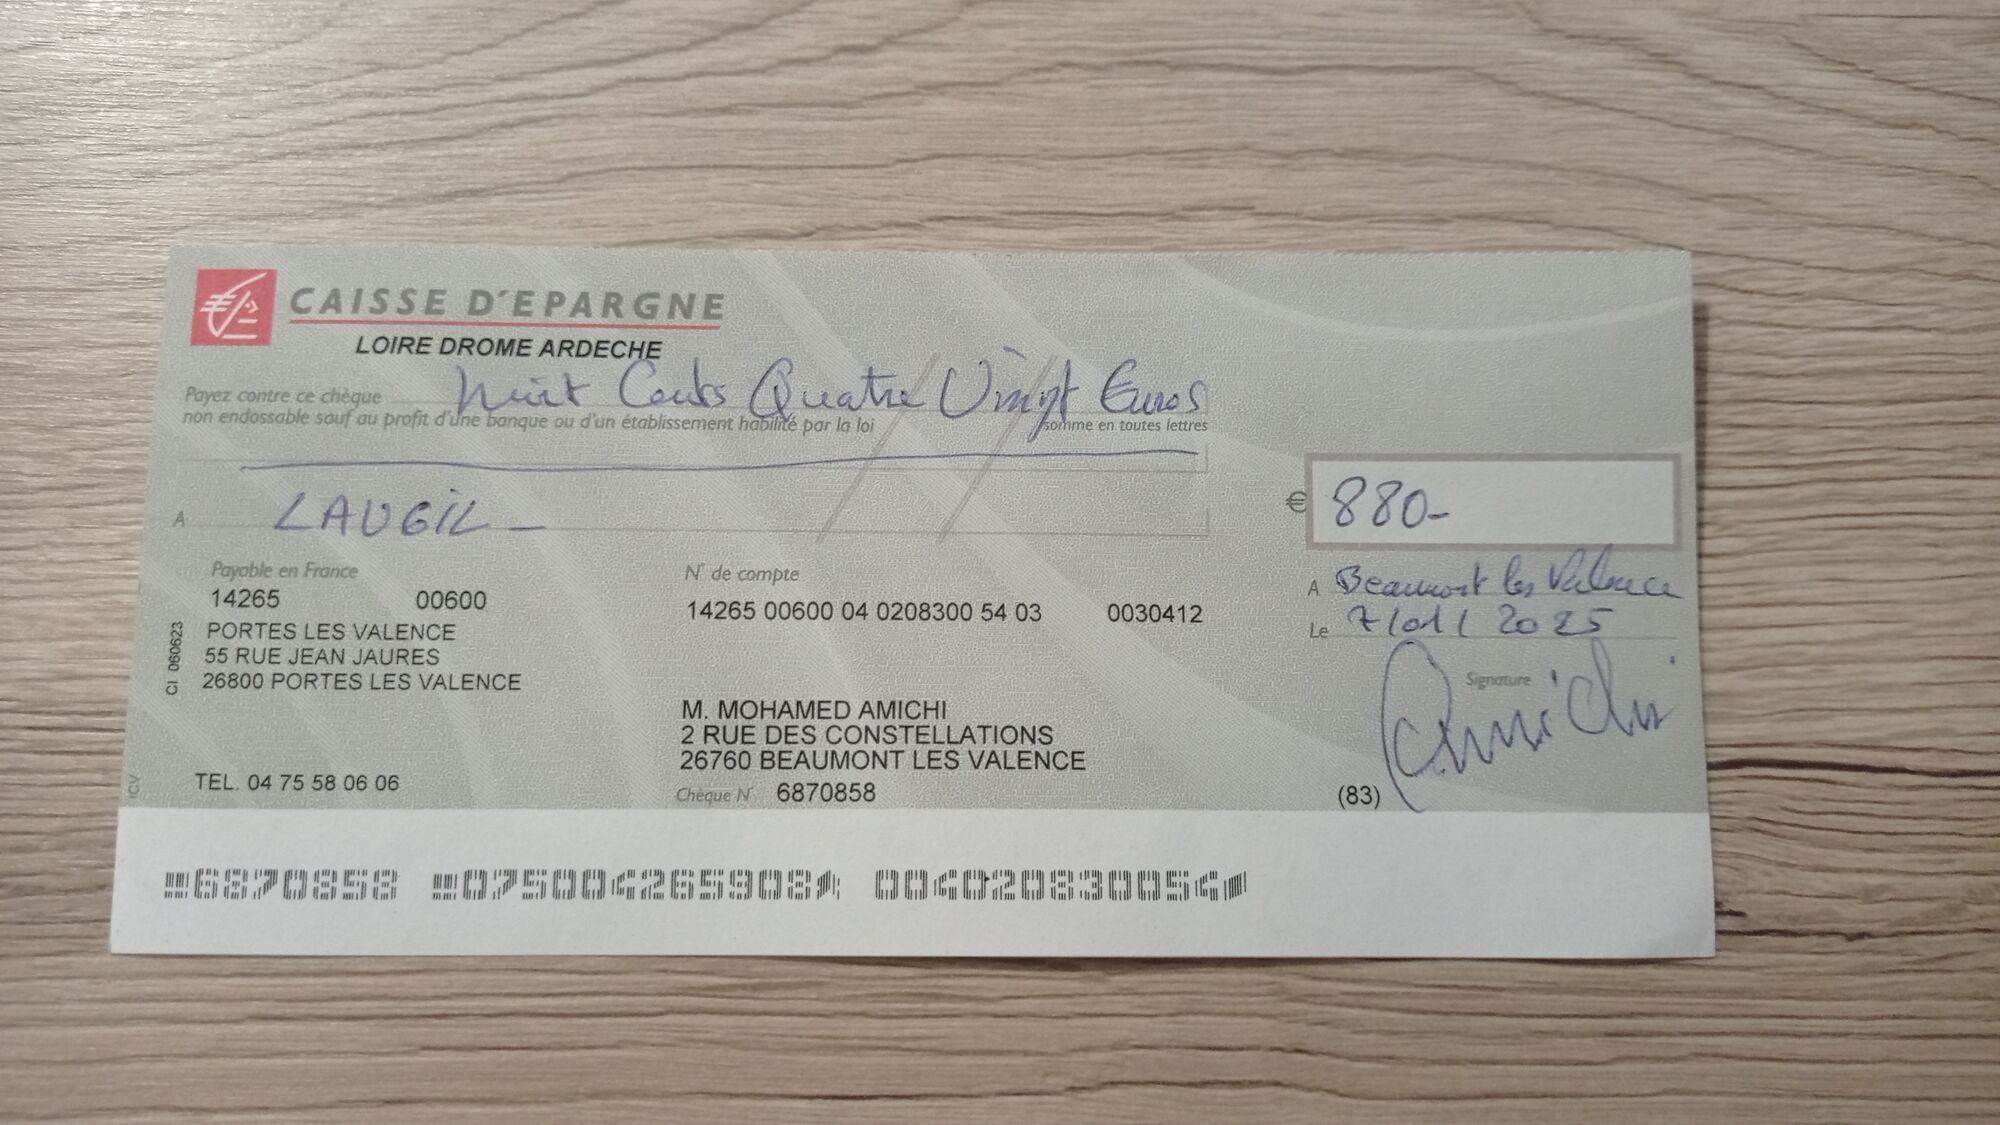 CAISSE D'EPARGNE
LOIRE DROME ARDECHE
Payez contre ce chèque
Huit Cents Quatre Vingt Euros
non endossable sauf au profit d'une banque ou d'un établissement habilité par la loi
somme en toutes lettres
A LAUGIL -
€ 880-
Payable en France
14265 00600
PORTES LES VALENCE
55 RUE JEAN JAURES
26800 PORTES LES VALENCE
CI 060623
ICV
TEL. 04 75 58 06 06
N° de compte
14265 00600 04 0208300 54 03 0030412
M. MOHAMED AMICHI
2 RUE DES CONSTELLATIONS
26760 BEAUMONT LES VALENCE
Chèque N° 6870858
A Beaumont les Valence
Le 7/01/2025
Signature
Amichi
(83)
6870858 075004265908 004020830054